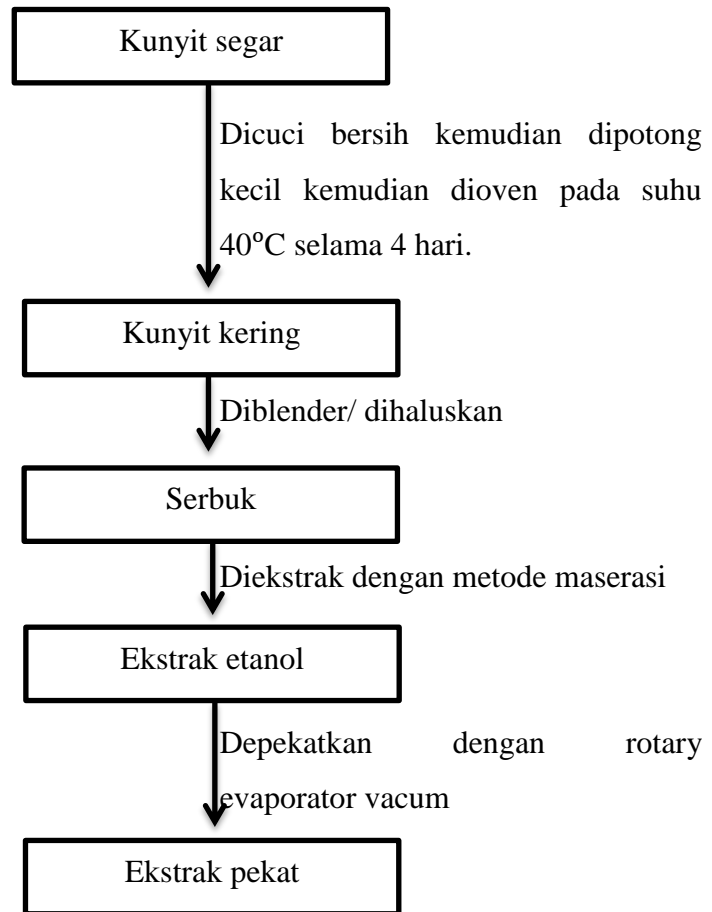 Kunyit segar
Dicuci bersih kemudian dipotong
kecil kemudian dioven pada suhu
40°C selama 4 hari.
Kunyit kering
Diblender/ dihaluskan
Serbuk
Diekstrak dengan metode maserasi
Ekstrak etanol
Depekatkan dengan rotary
evaporator vacum
Ekstrak pekat